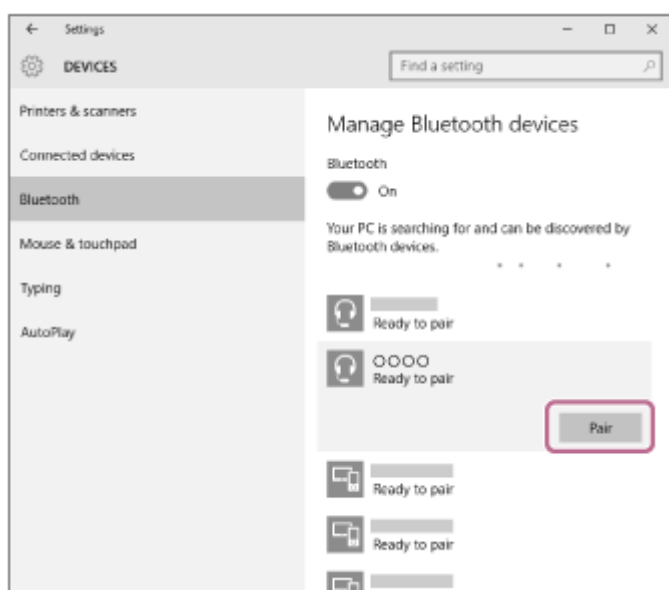 Settings
DEVICES
Find a setting
Printers & scanners
Connected devices
Bluetooth
Mouse & touchpad
Typing
AutoPlay
Manage Bluetooth devices
Bluetooth
On
Your PC is searching for and can be discovered by
Bluetooth devices.
Ready to pair
OOOO
Ready to pair
Pair
Ready to pair
Ready to pair